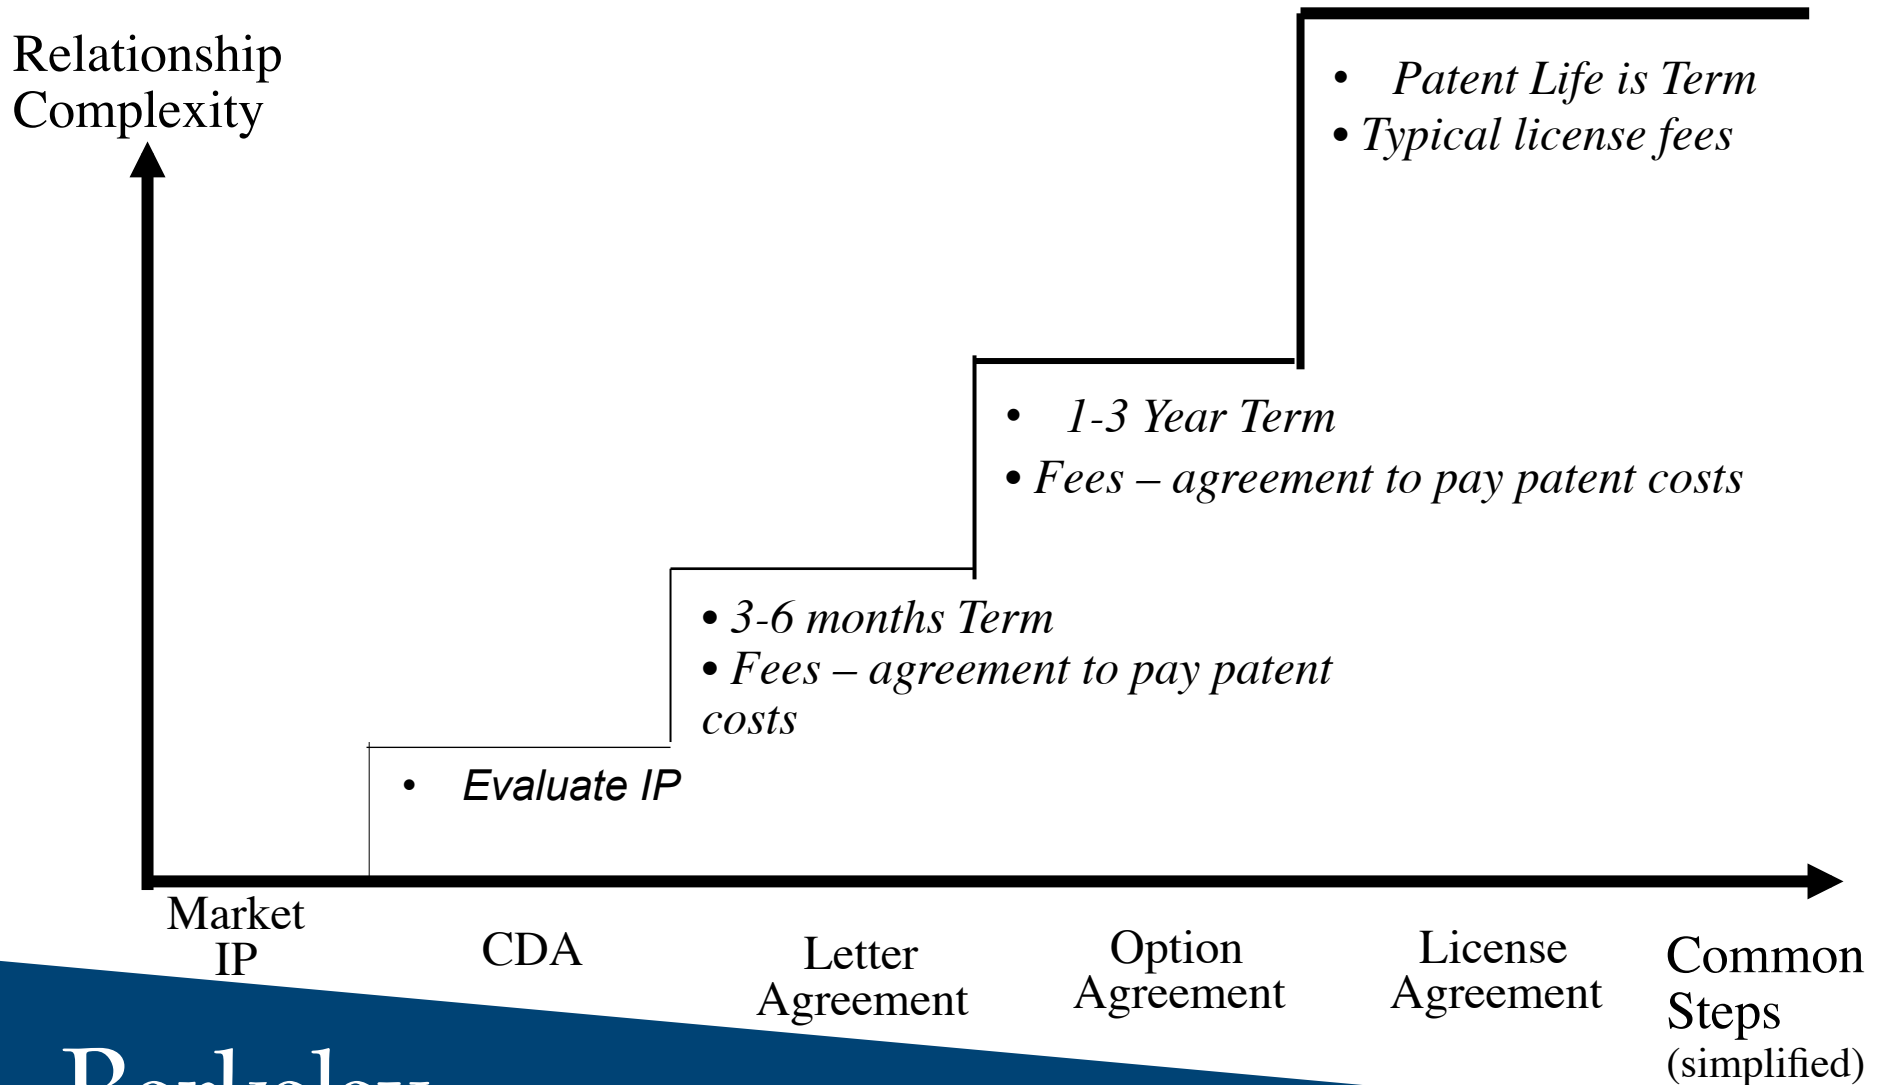 Relationship
Complexity
• Patent Life is Term
• Typical license fees
• 1-3 Year Term
• Fees – agreement to pay patent costs
• 3-6 months Term
• Fees – agreement to pay patent
costs
• Evaluate IP
Market
IP
CDA
Letter
Agreement
Option
Agreement
License
Agreement
Common
Steps
(simplified)
Berkeley